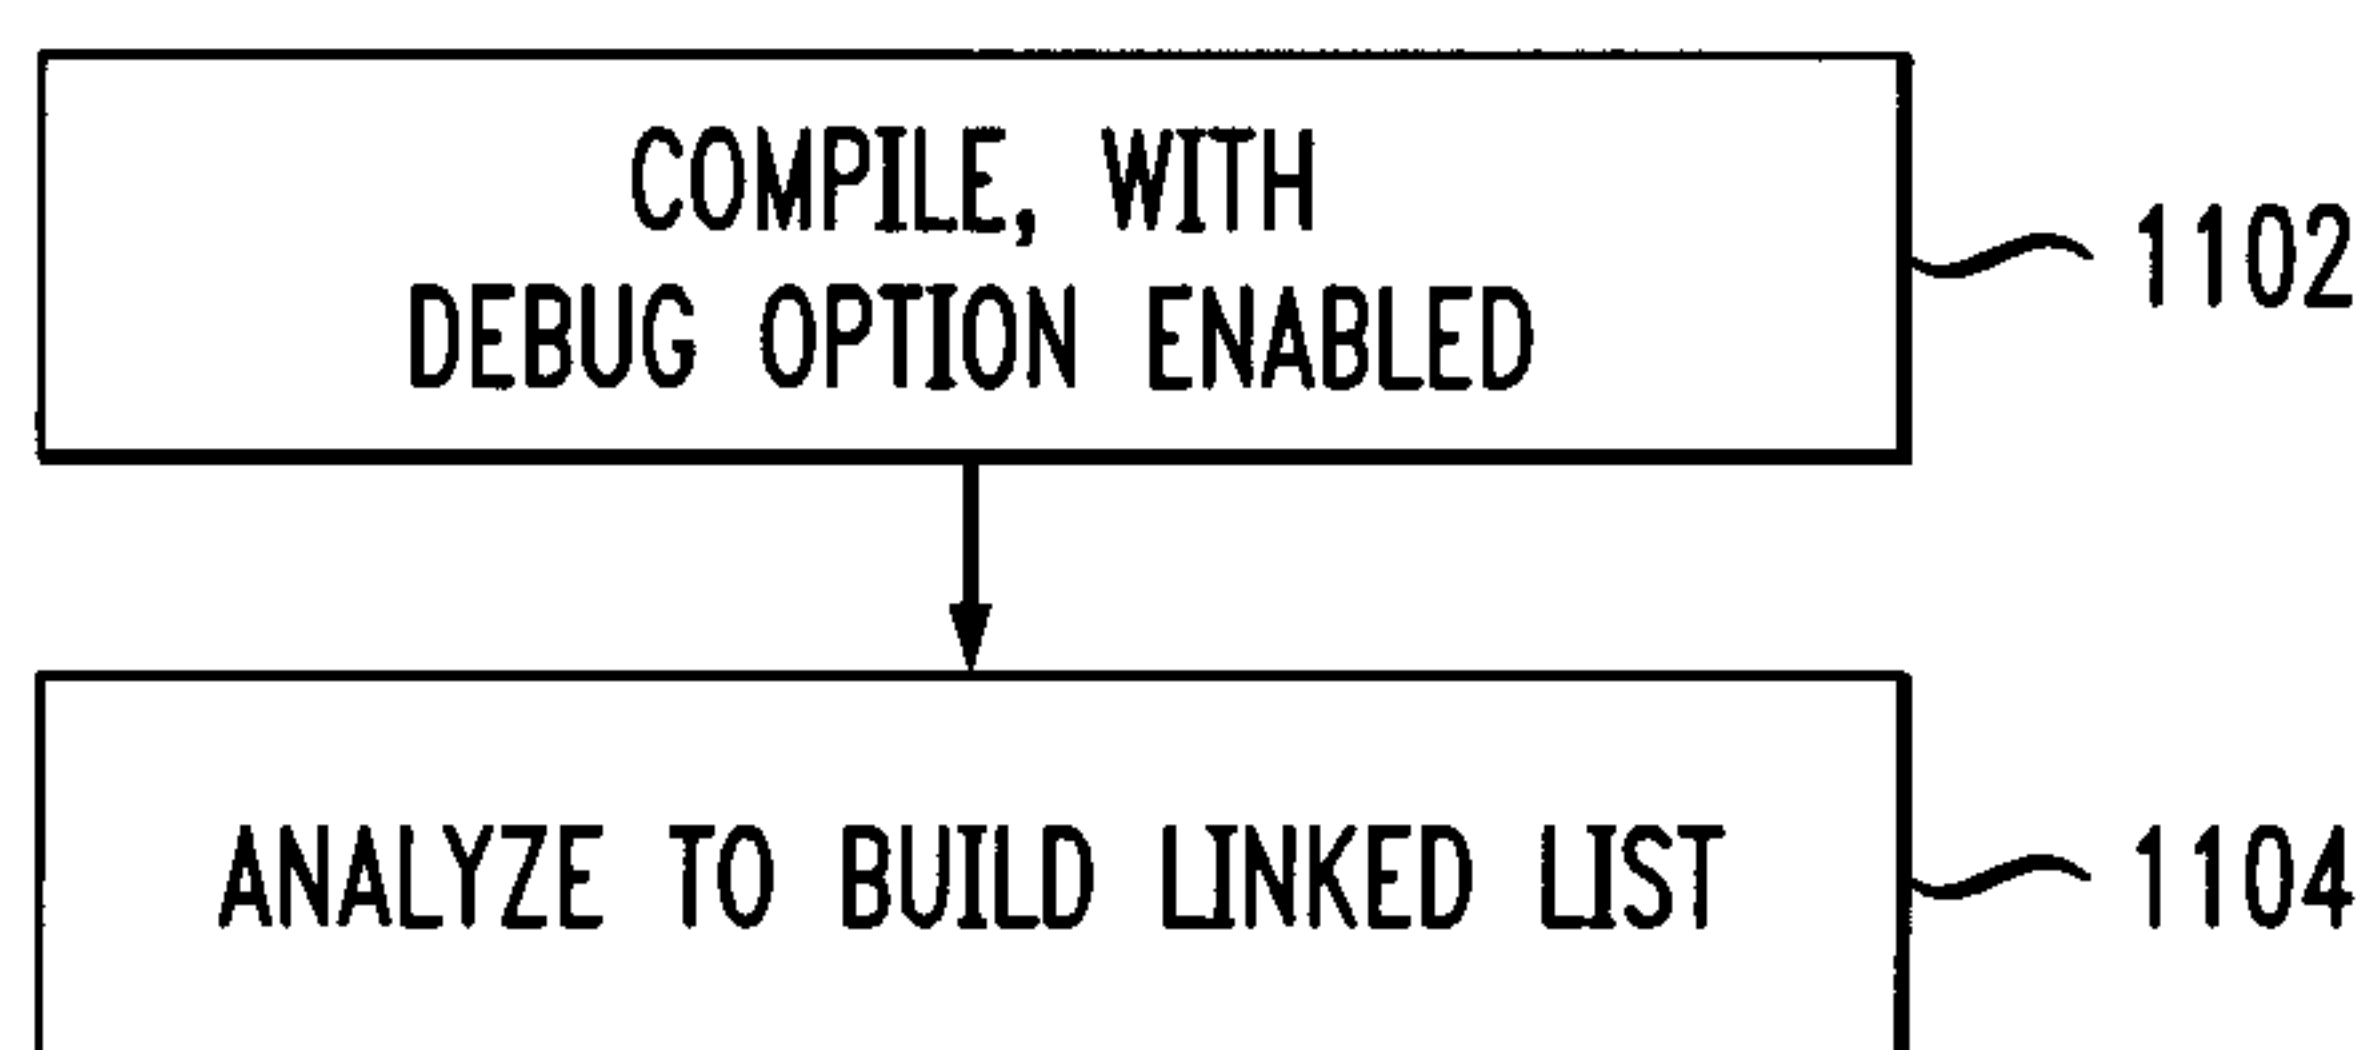 COMPILE, WITH
DEBUG OPTION ENABLED
1102
ANALYZE TO BUILD LINKED LIST
1104